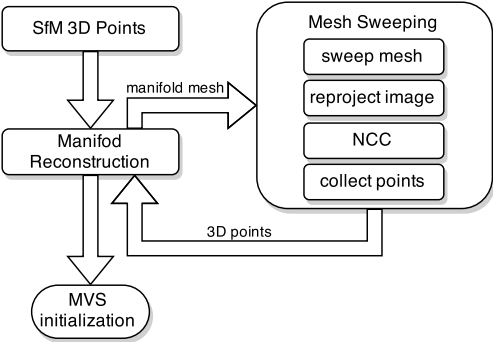 SfM 3D Points
Mesh Sweeping
sweep mesh
manifold mesh
reproject image
Manifod
Reconstruction
NCC
collect points
3D points
MVS
initialization